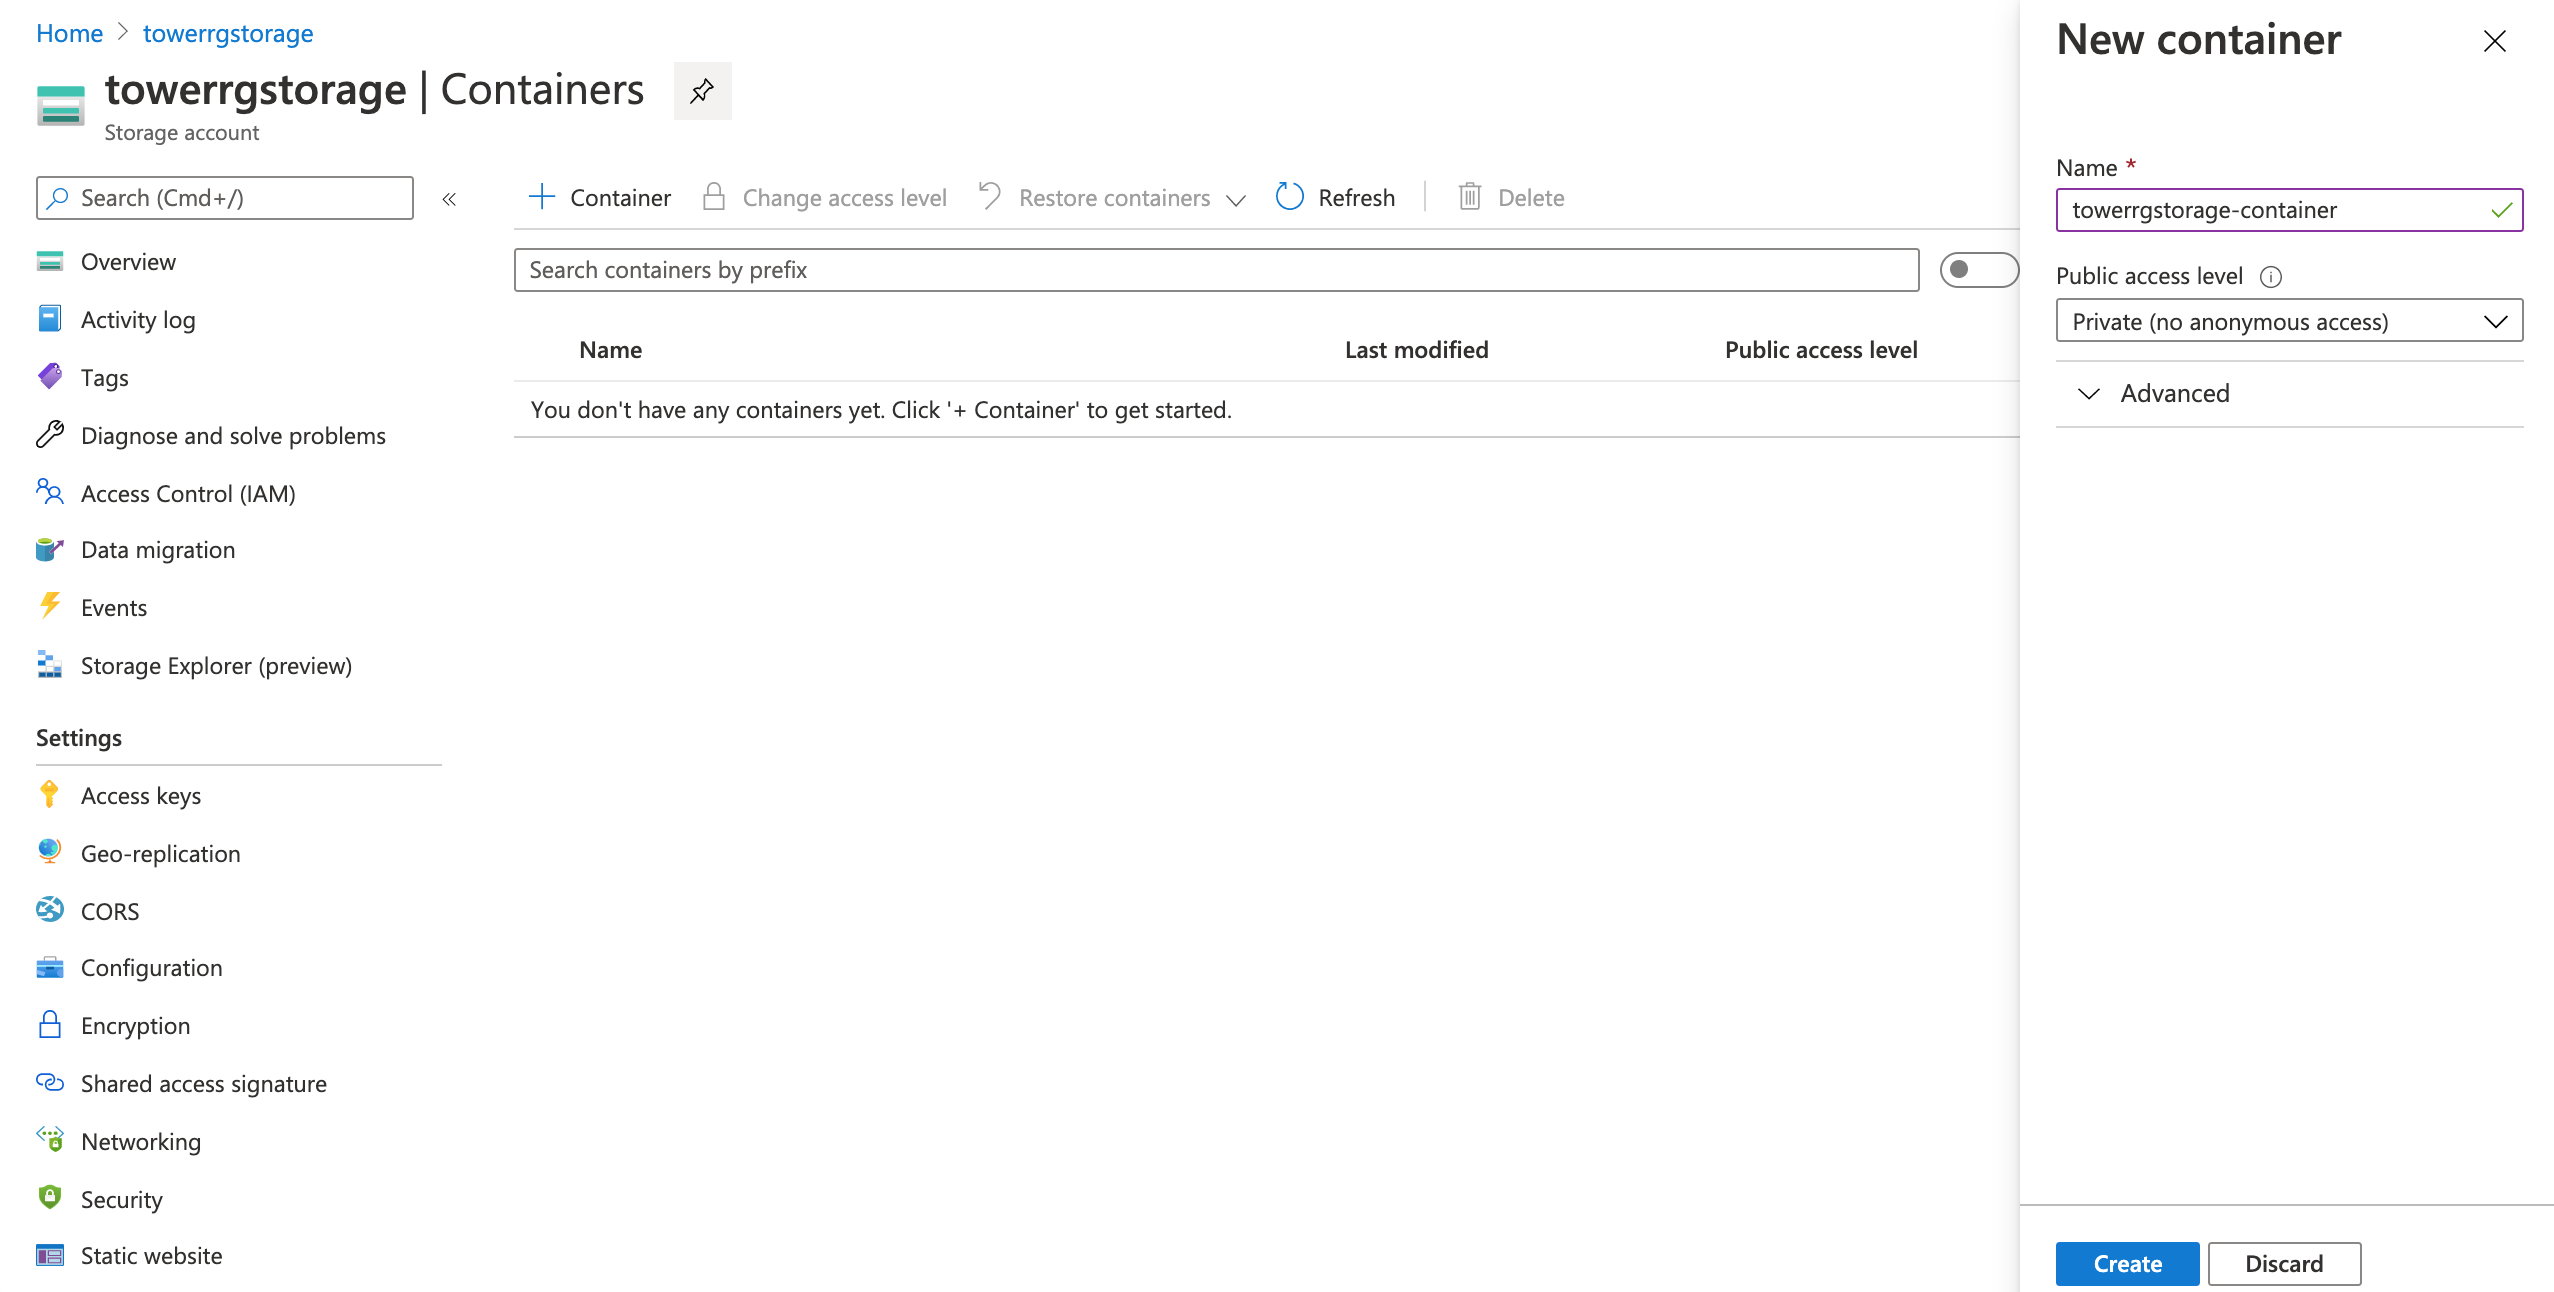 Home > towerrgstorage
towerrgstorage | Containers
Storage account
Search (Cmd+/)
«
Overview
Activity log
Tags
Diagnose and solve problems
Access Control (IAM)
Data migration
Events
Storage Explorer (preview)
Settings
Access keys
Geo-replication
CORS
Configuration
Encryption
Shared access signature
Networking
Security
Static website
+ Container Change access level Restore containers Refresh Delete
Search containers by prefix
Name Last modified Public access level
You don't have any containers yet. Click '+ Container' to get started.
New container
Name *
towerrgstorage-container
Public access level
Private (no anonymous access)
Advanced
Create Discard